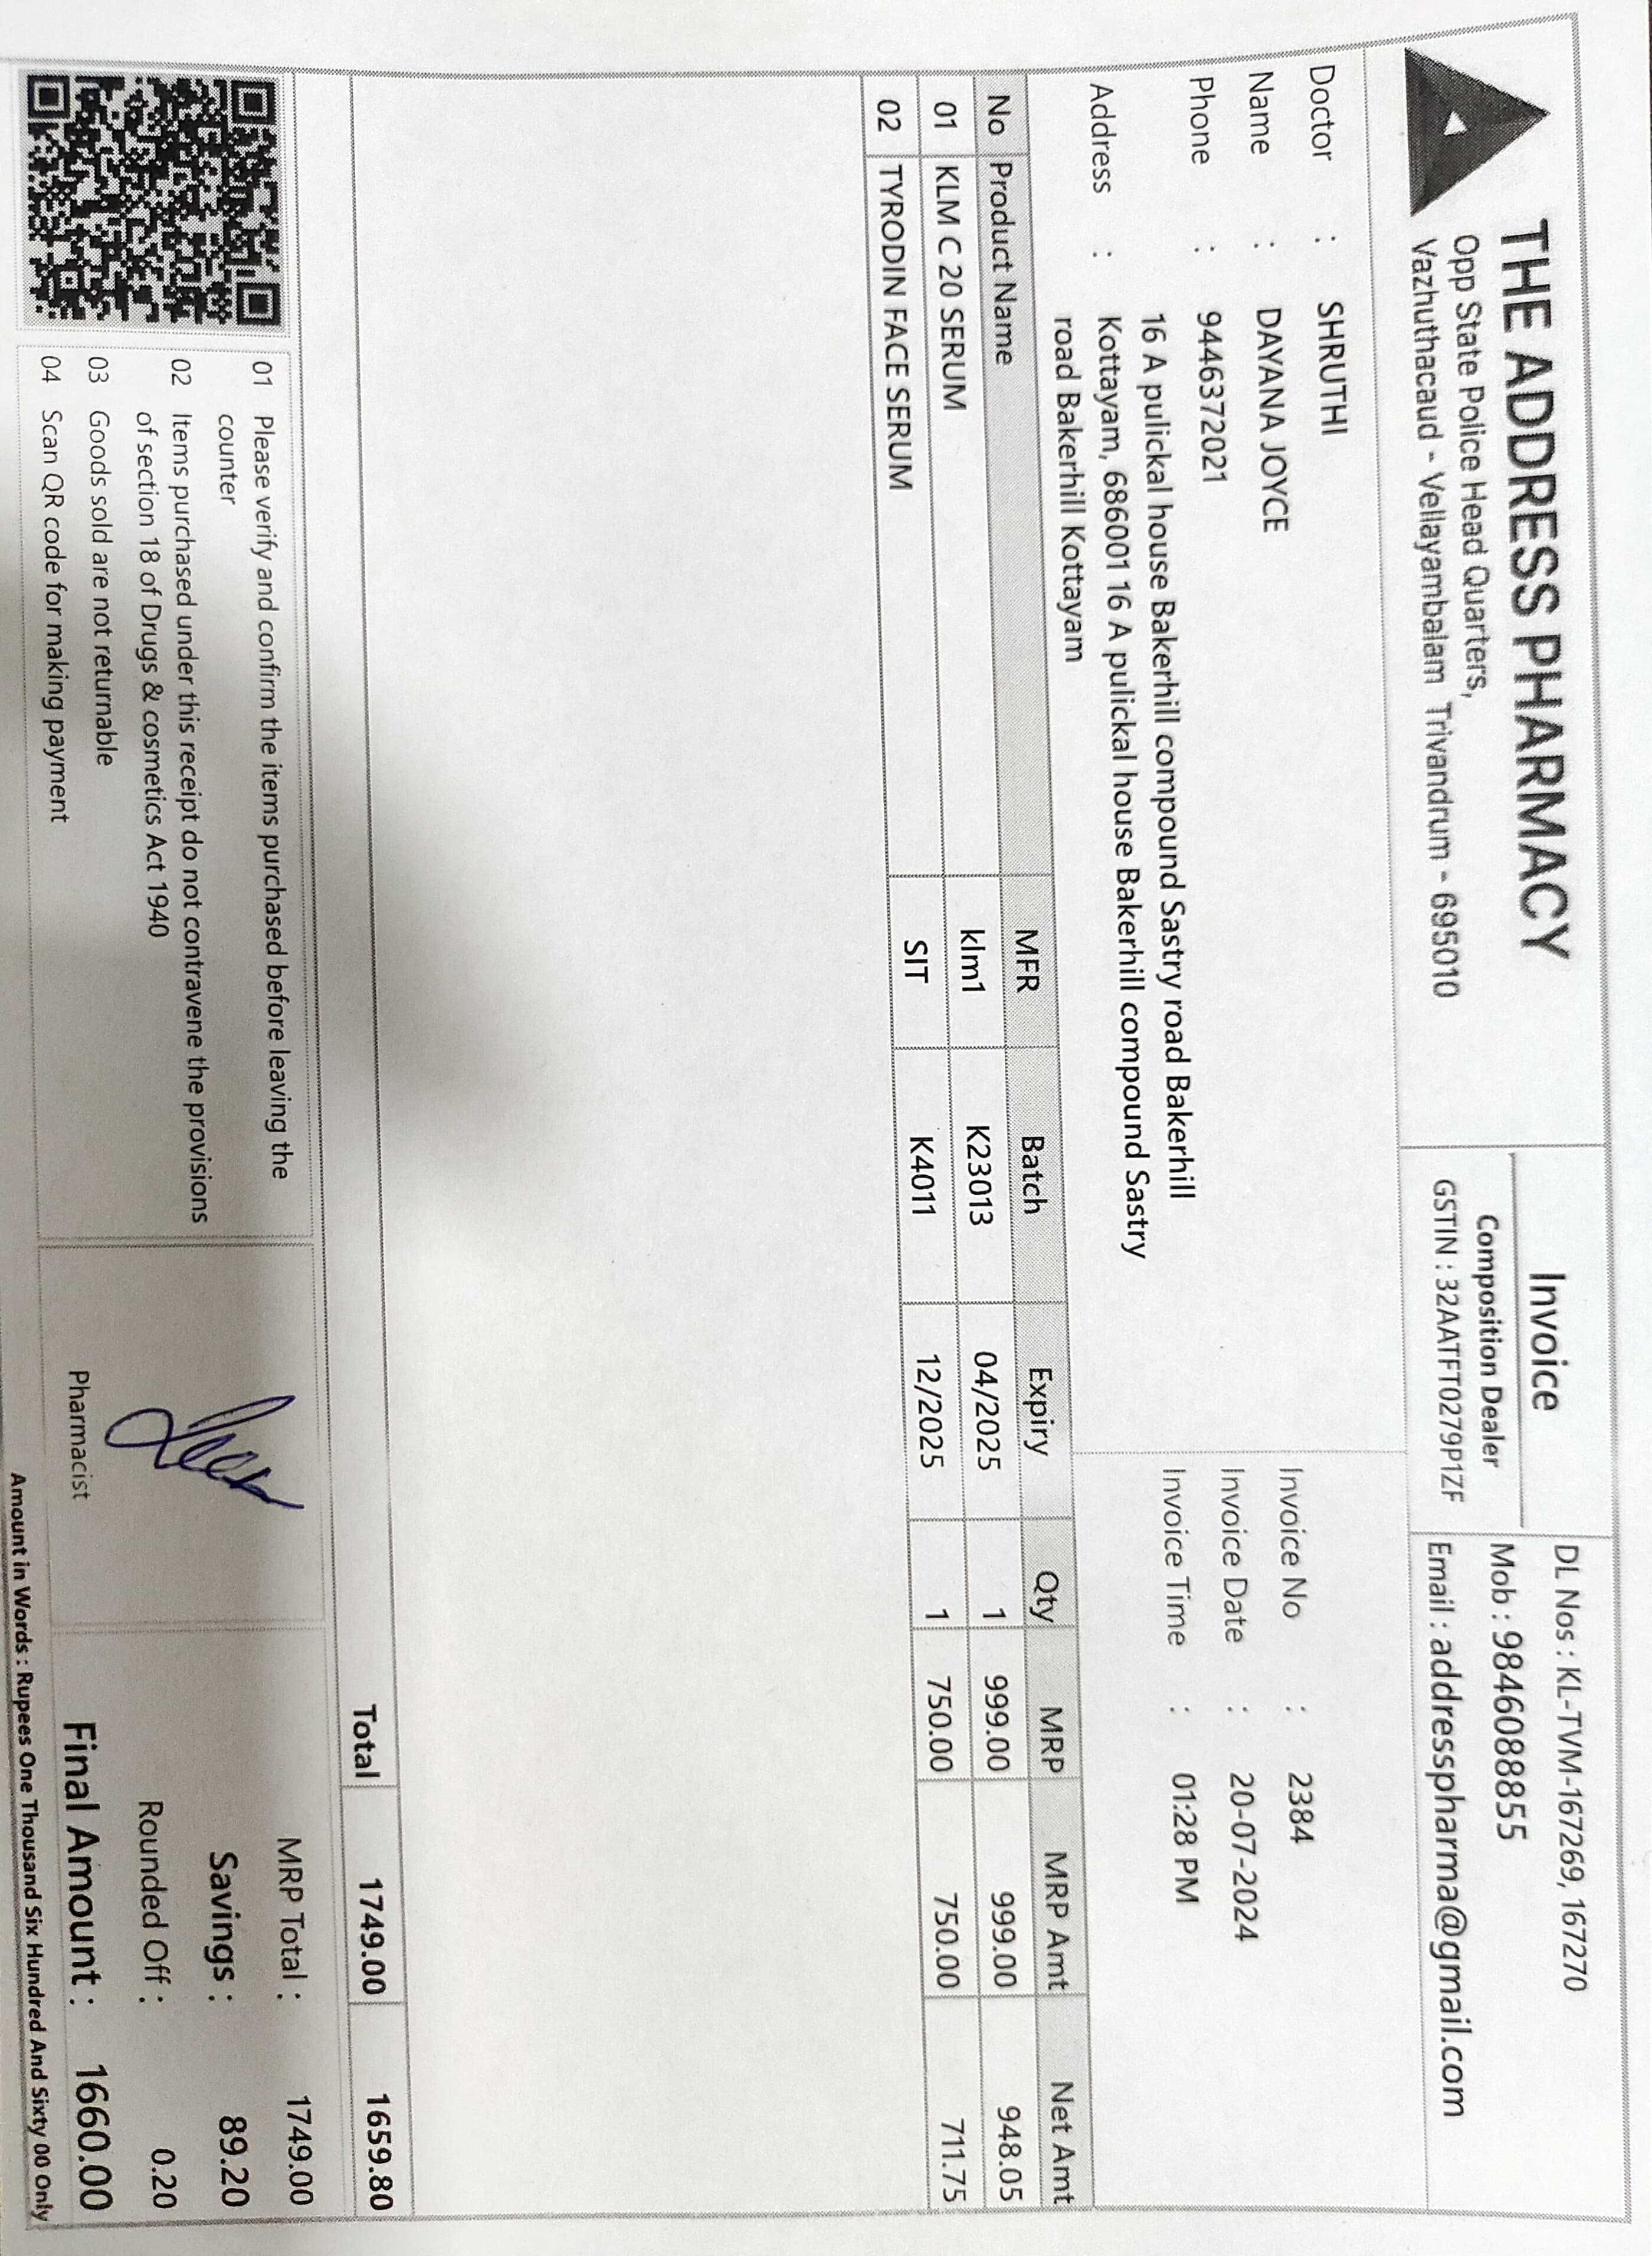 THE ADDRESS PHARMACY
Opp State Police Head Quarters,
Vazhuthacaud - Vellayambalam Trivandrum - 695010
Invoice
Composition Dealer
GSTIN : 32AATFT0279P1ZF
DL Nos : KL-TVM-167269, 167270
Mob : 9846088855
Email : addresspharma@gmail.com
Doctor : SHRUTHI
Name : DAYANA JOYCE
Phone : 9446372021
Address : 16 A pulickal house Bakerhill compound Sastry road Bakerhill
Kottayam, 686001 16 A pulickal house Bakerhill compound Sastry
road Bakerhill Kottayam
Invoice No : 2384
Invoice Date : 20-07-2024
Invoice Time : 01:28 PM
No Product Name MFR Batch Expiry Qty MRP MRP Amt Net Amt
01 KLM C 20 SERUM klm1 K23013 04/2025 1 999.00 999.00 948.05
02 TYRODIN FACE SERUM SIT K4011 12/2025 1 750.00 750.00 711.75
Total 1749.00 1659.80
01 Please verify and confirm the items purchased before leaving the
counter
02 Items purchased under this receipt do not contravene the provisions
of section 18 of Drugs & cosmetics Act 1940
03 Goods sold are not returnable
04 Scan QR code for making payment
Pharmacist
MRP Total : 1749.00
Savings : 89.20
Rounded Off : 0.20
Final Amount : 1660.00
Amount in Words : Rupees One Thousand Six Hundred And Sixty 00 Only